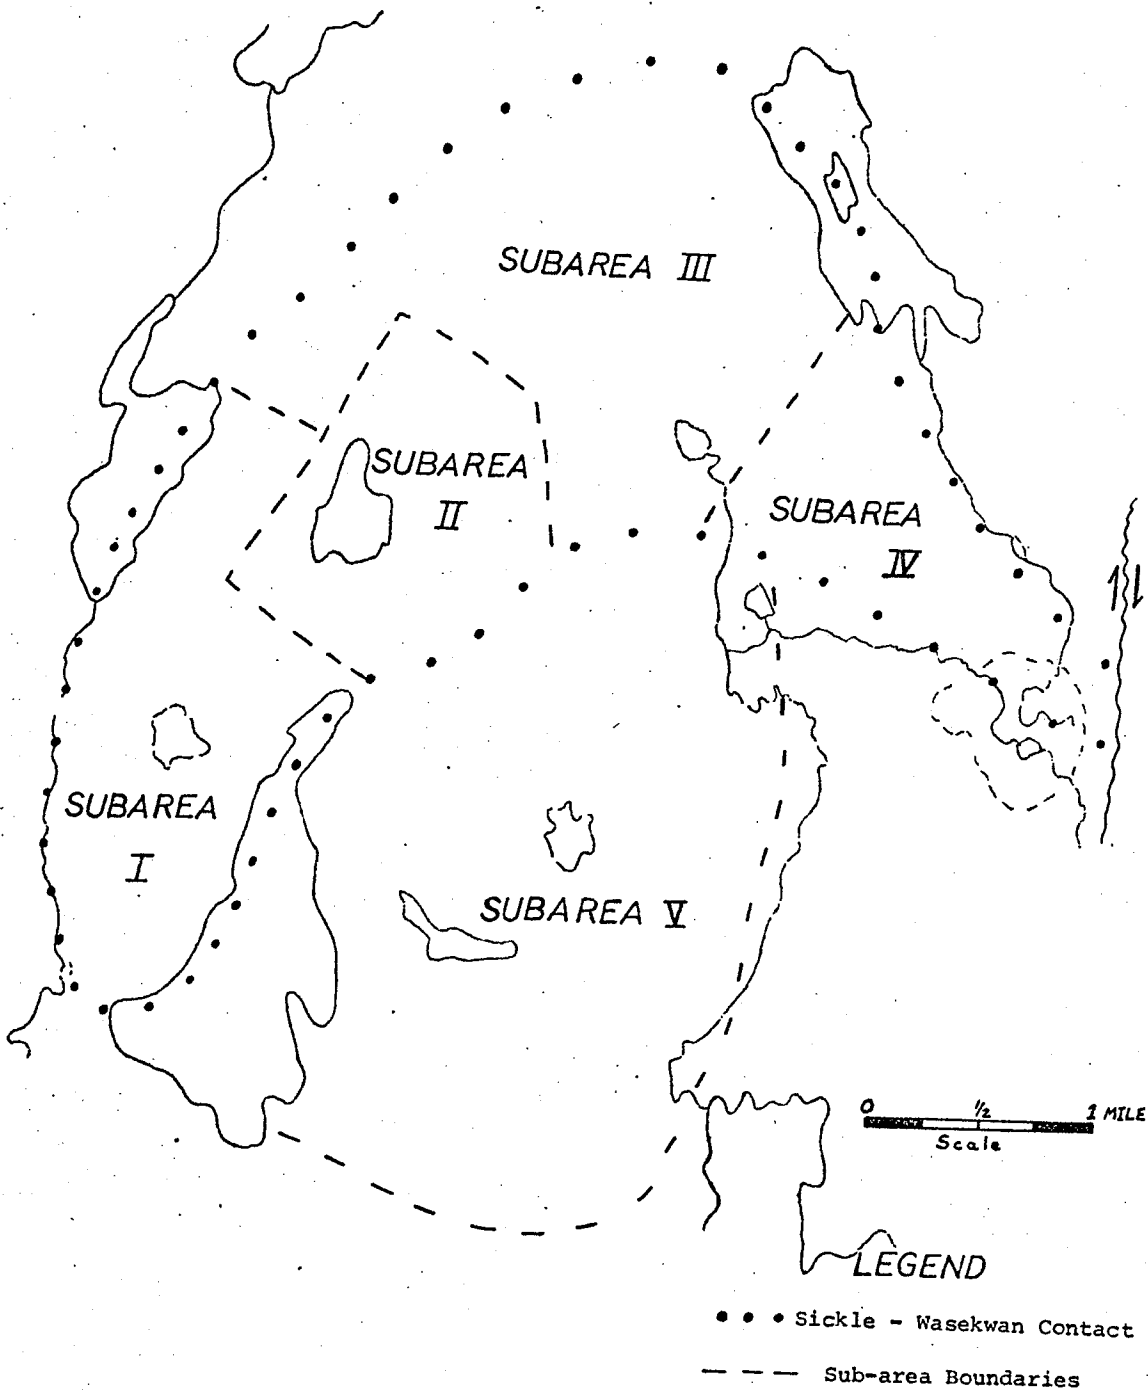 SUBAREA III
SUBAREA
II
SUBAREA
IV
SUBAREA
I
SUBAREA V
0 1/2 1 MILE
Scale
LEGEND
Sickle - Wasekwan Contact
Sub-area Boundaries